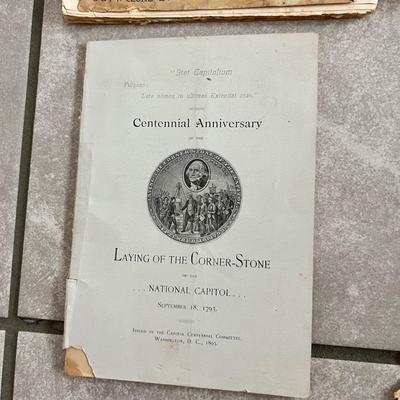 "Stet Capitolium
Fulgens;
Late nomen in ultimas Extendat oras."
Centennial Anniversary
OF THE
LAYING OF THE CORNER-STONE
OF THE
...NATIONAL CAPITOL...
SEPTEMBER 18, 1793.
ISSUED BY THE CAPITOL CENTENNIAL COMMITTEE.
WASHINGTON, D. C., 1893.